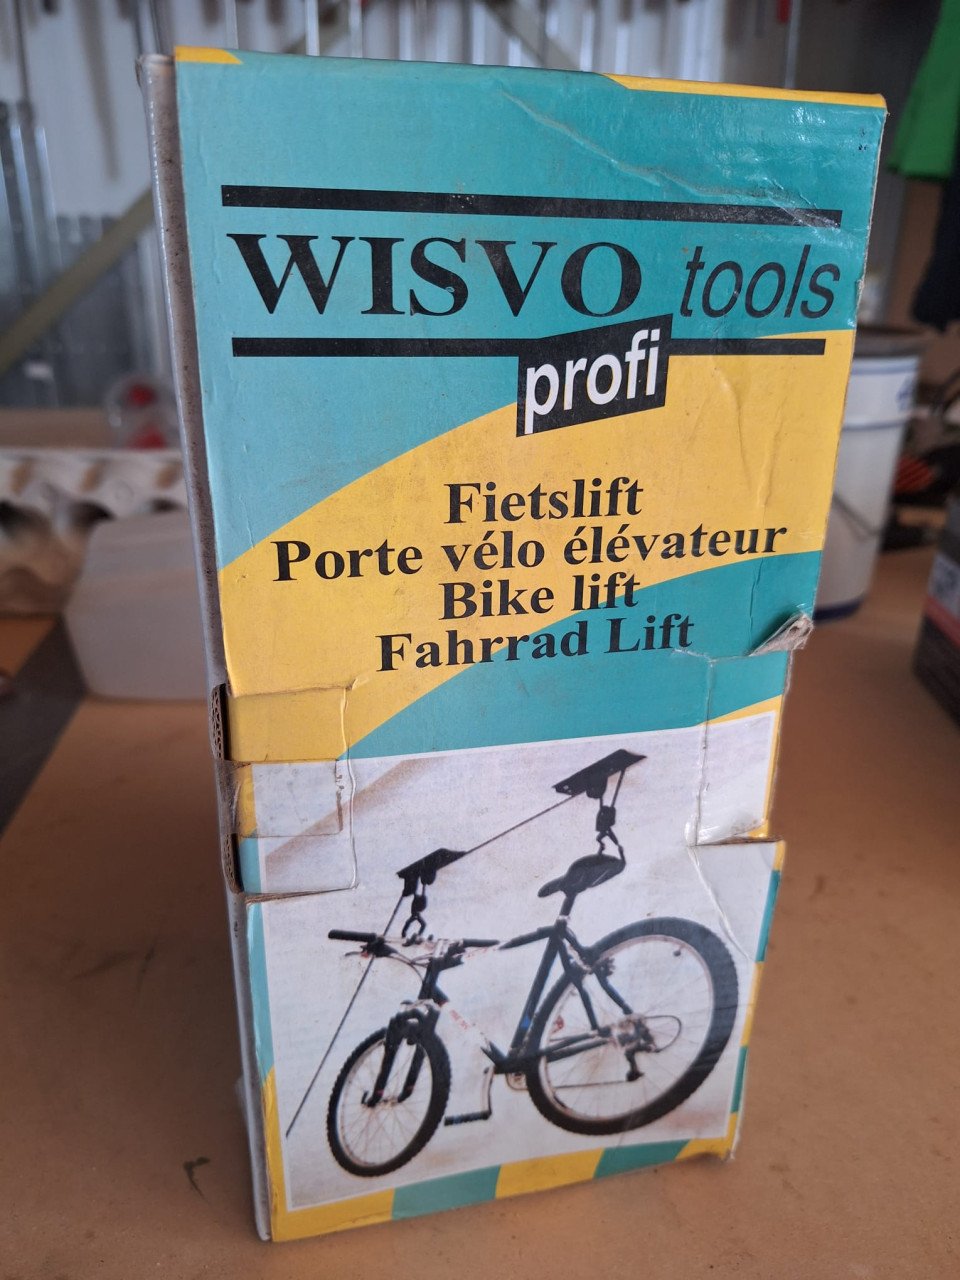 WISVO tools
profi
Fietslift
Porte vélo élévateur
Bike lift
Fahrrad Lift